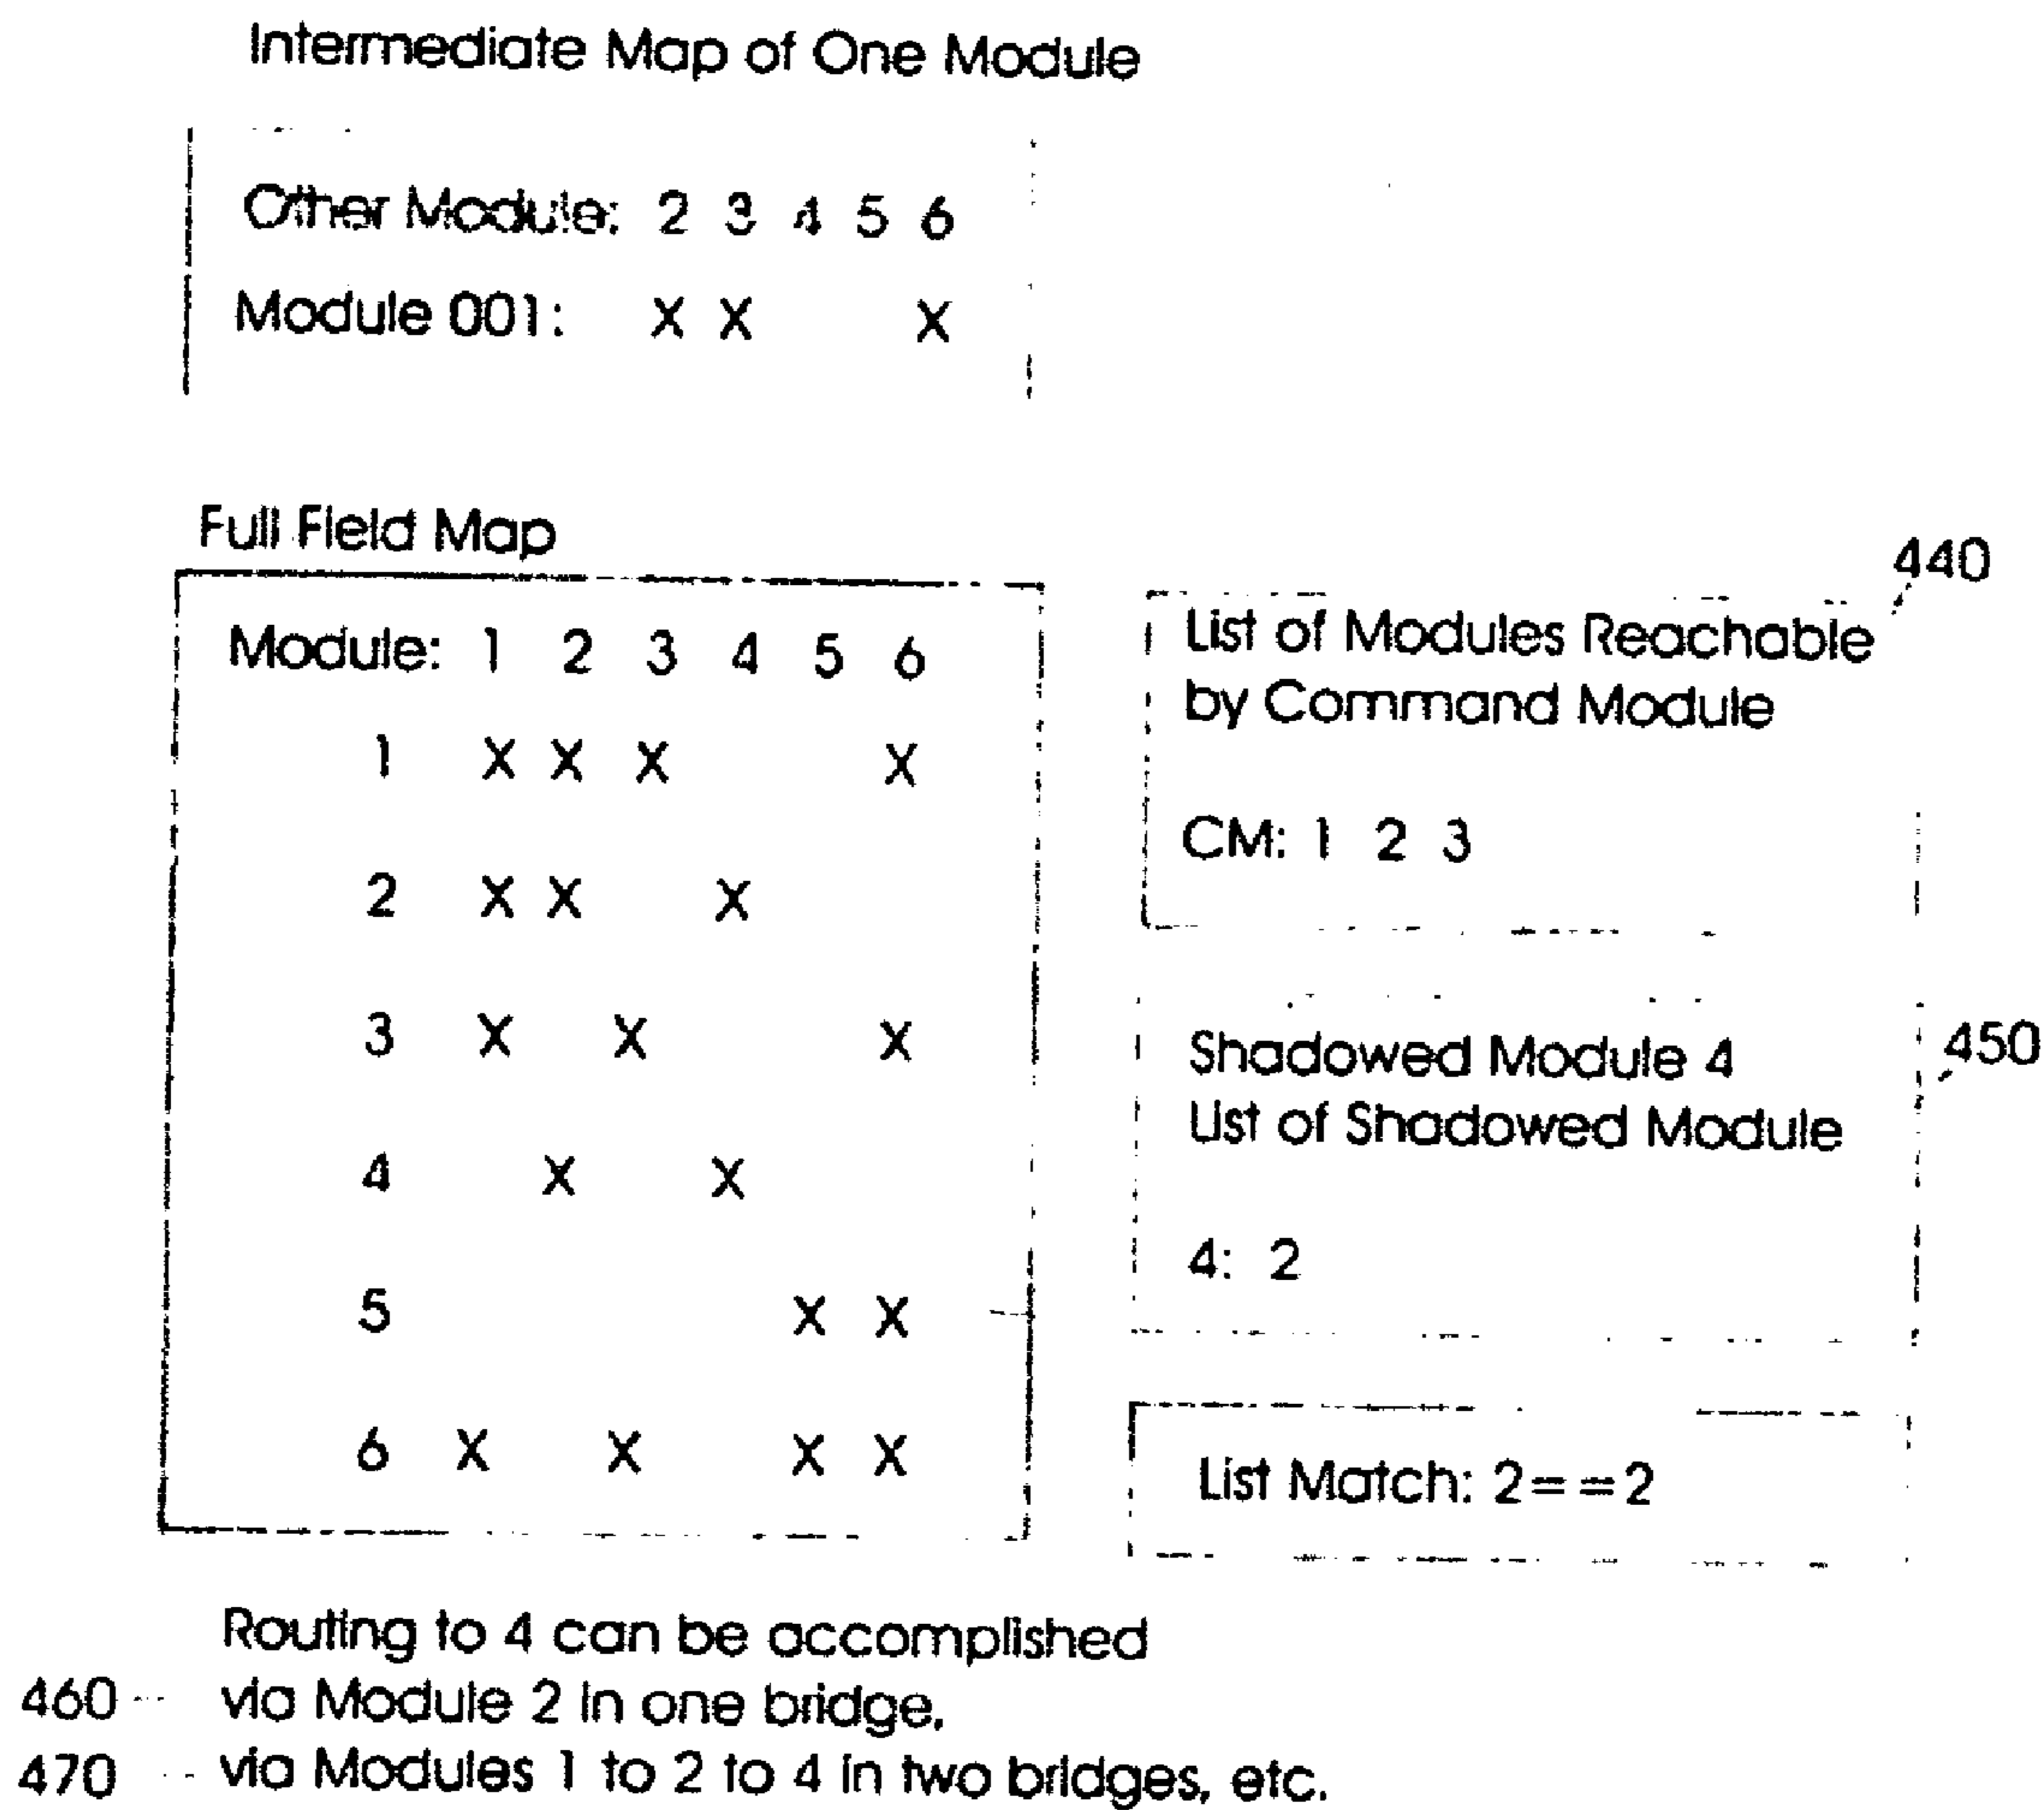 Intermediate Map of One Module
Other Module: 2 3 4 5 6
Module 001: X X X
Full Field Map
Module: 1 2 3 4 5 6
1 X X X X
2 X X X
3 X X X
4 X X
5 X X
6 X X X X
440
List of Modules Reachable
by Command Module
CM: 1 2 3
Shadowed Module 4
List of Shadowed Module
4: 2
450
List Match: 2==2
Routing to 4 can be accomplished
460 via Module 2 in one bridge,
470 via Modules 1 to 2 to 4 in two bridges, etc.